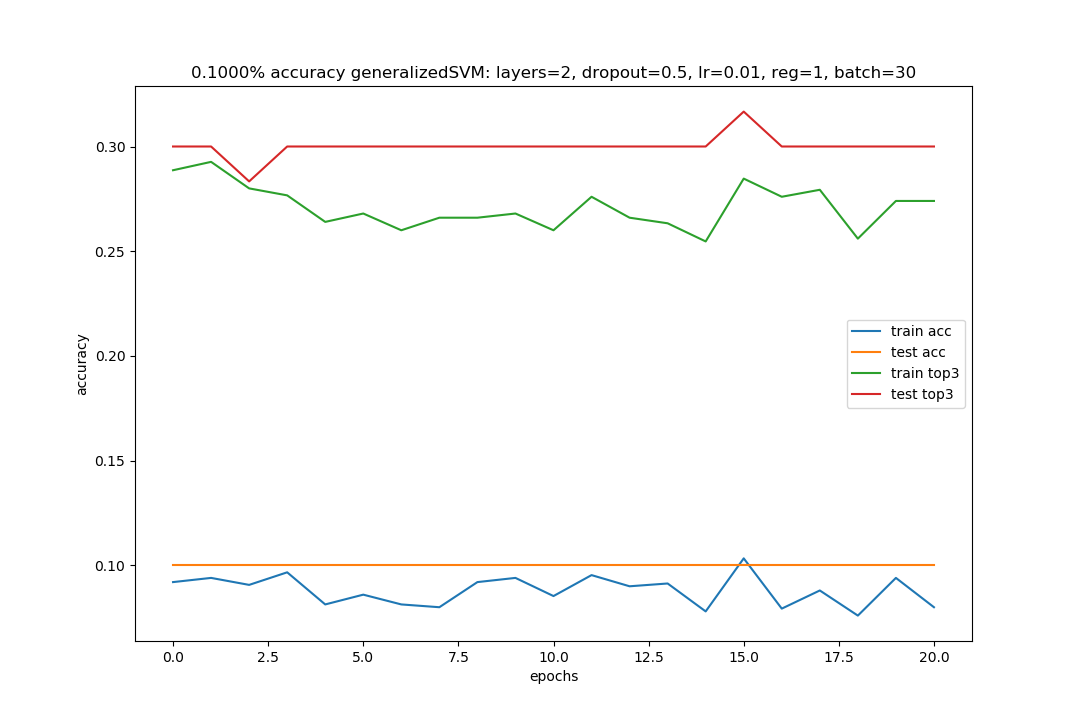 0.1000% accuracy generalizedSVM: layers=2, dropout=0.5, lr=0.01, reg=1, batch=30
0.30
0.25
0.20
0.15
0.10
accuracy
train acc
test acc
train top3
test top3
0.0 2.5 5.0 7.5 10.0 12.5 15.0 17.5 20.0
epochs